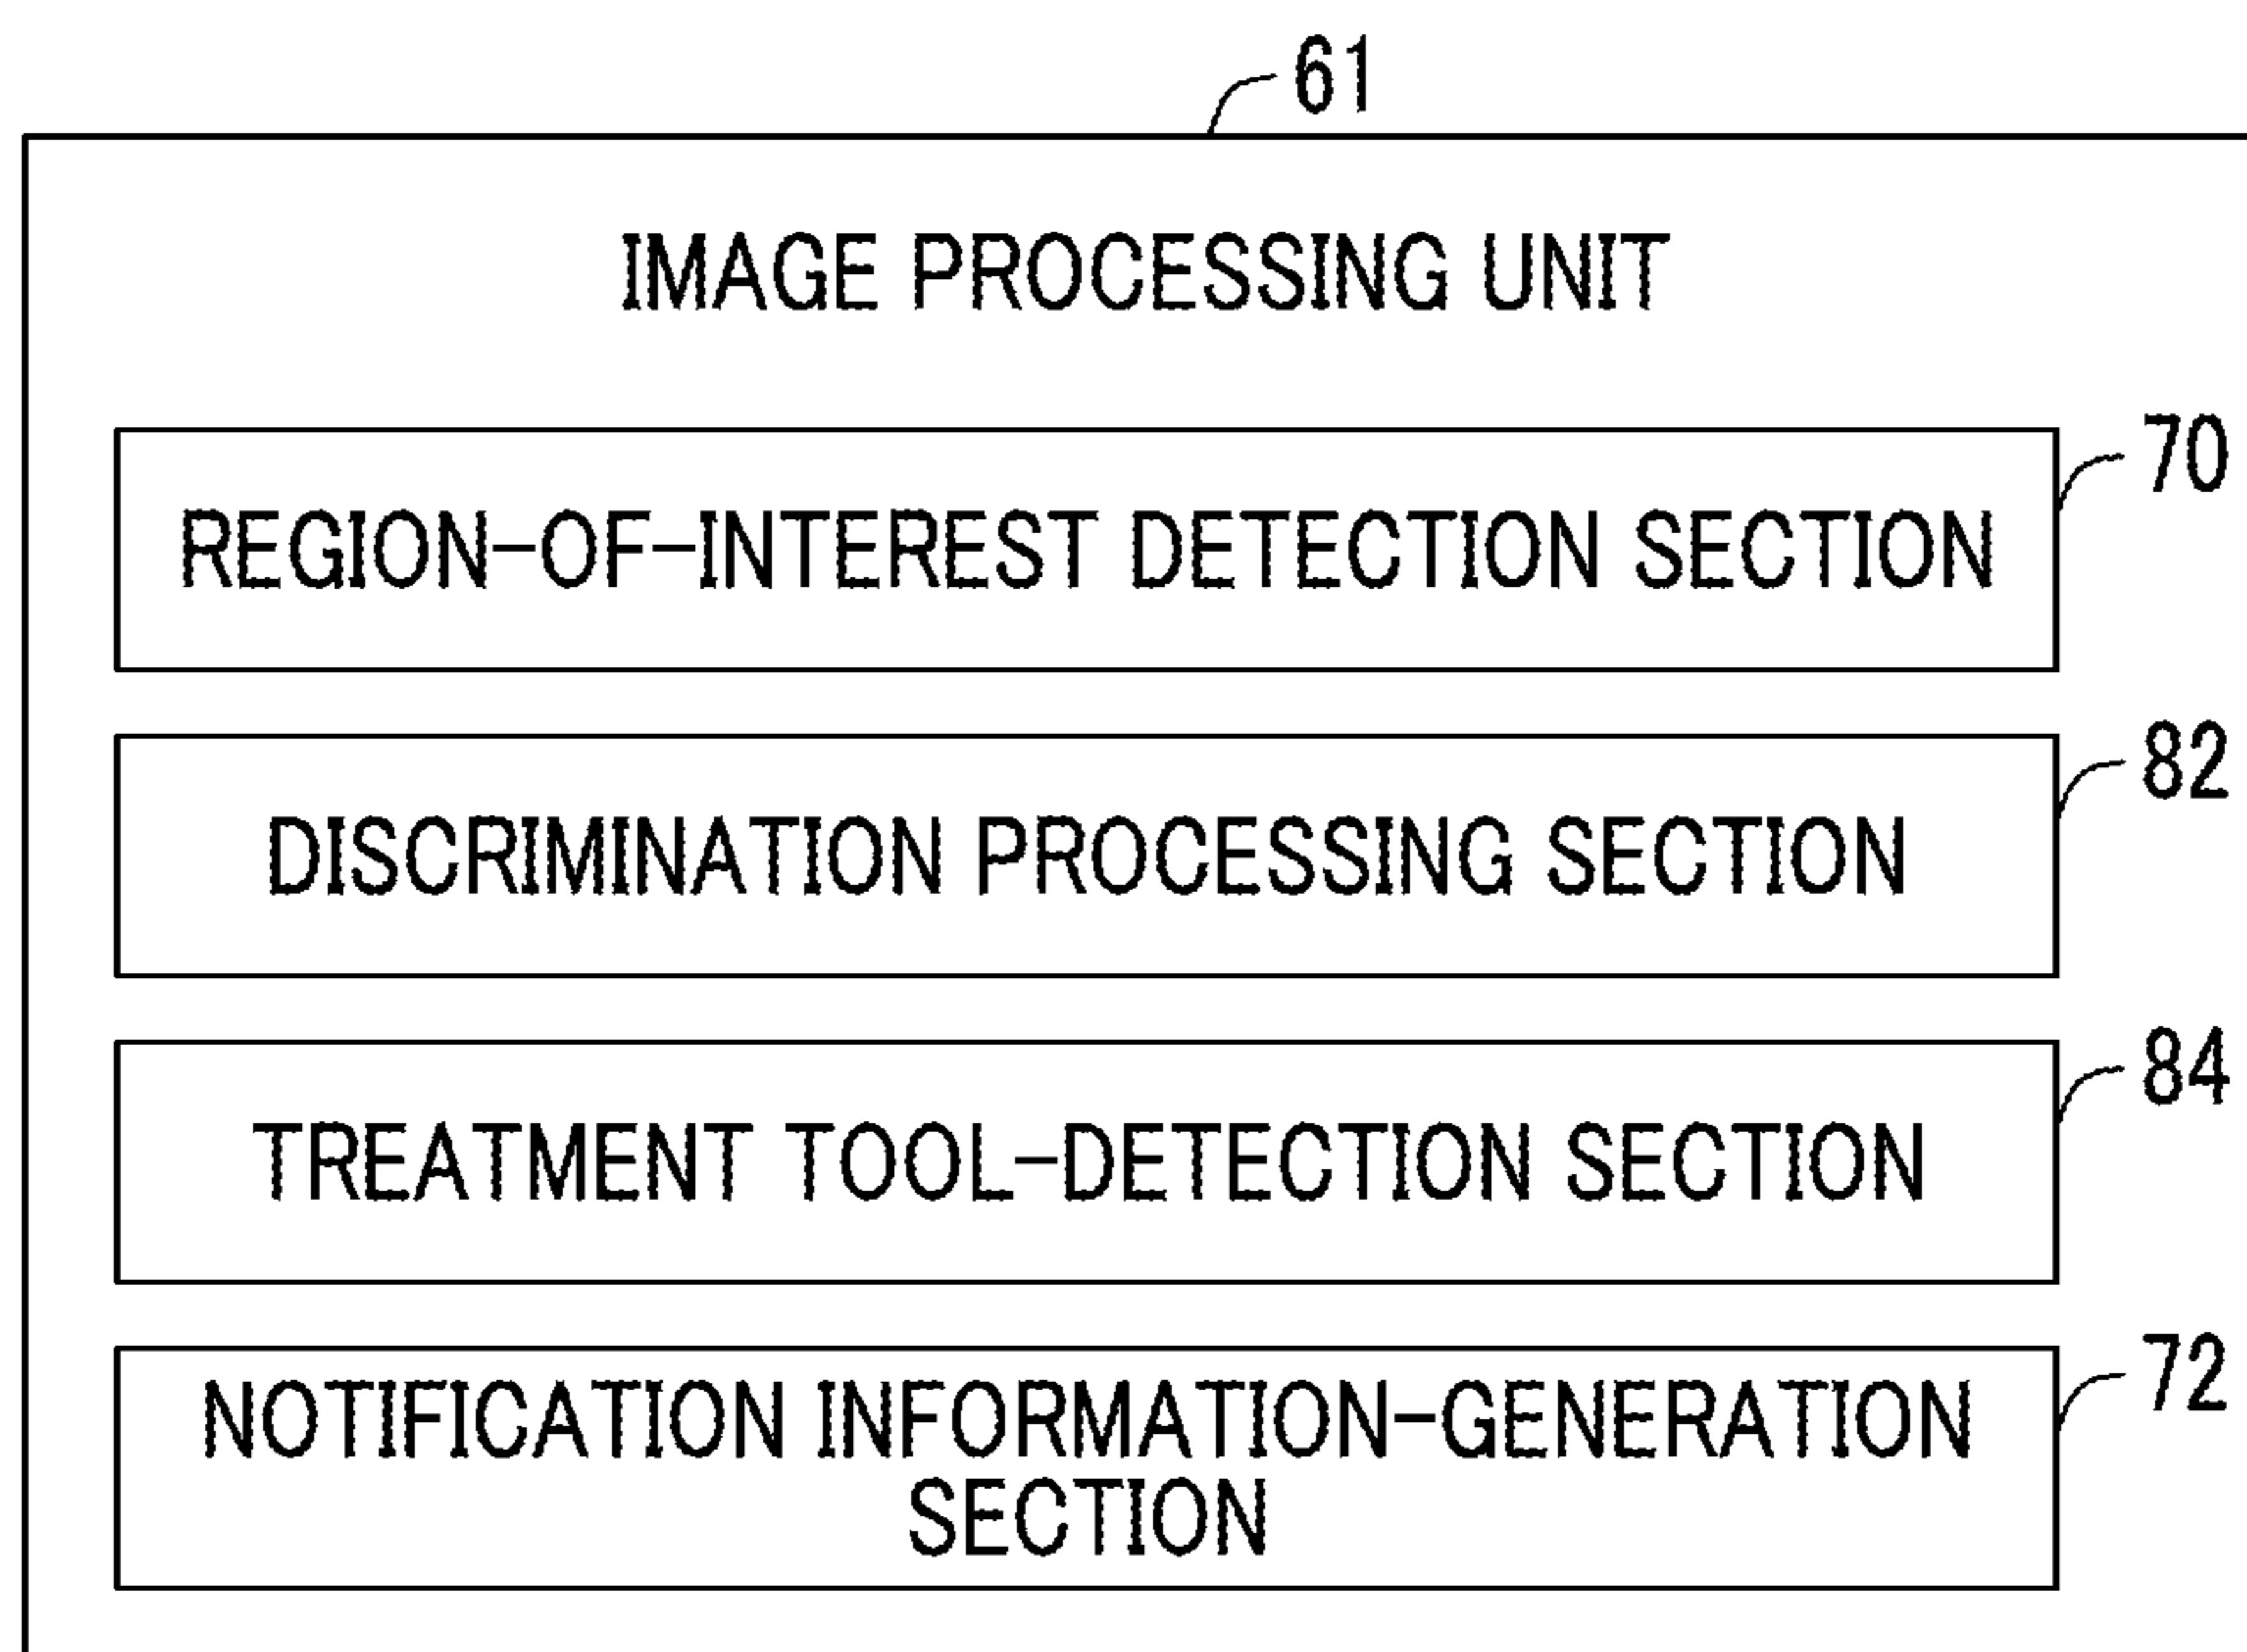 61
IMAGE PROCESSING UNIT
70
REGION-OF-INTEREST DETECTION SECTION
82
DISCRIMINATION PROCESSING SECTION
84
TREATMENT TOOL-DETECTION SECTION
72
NOTIFICATION INFORMATION-GENERATION
SECTION